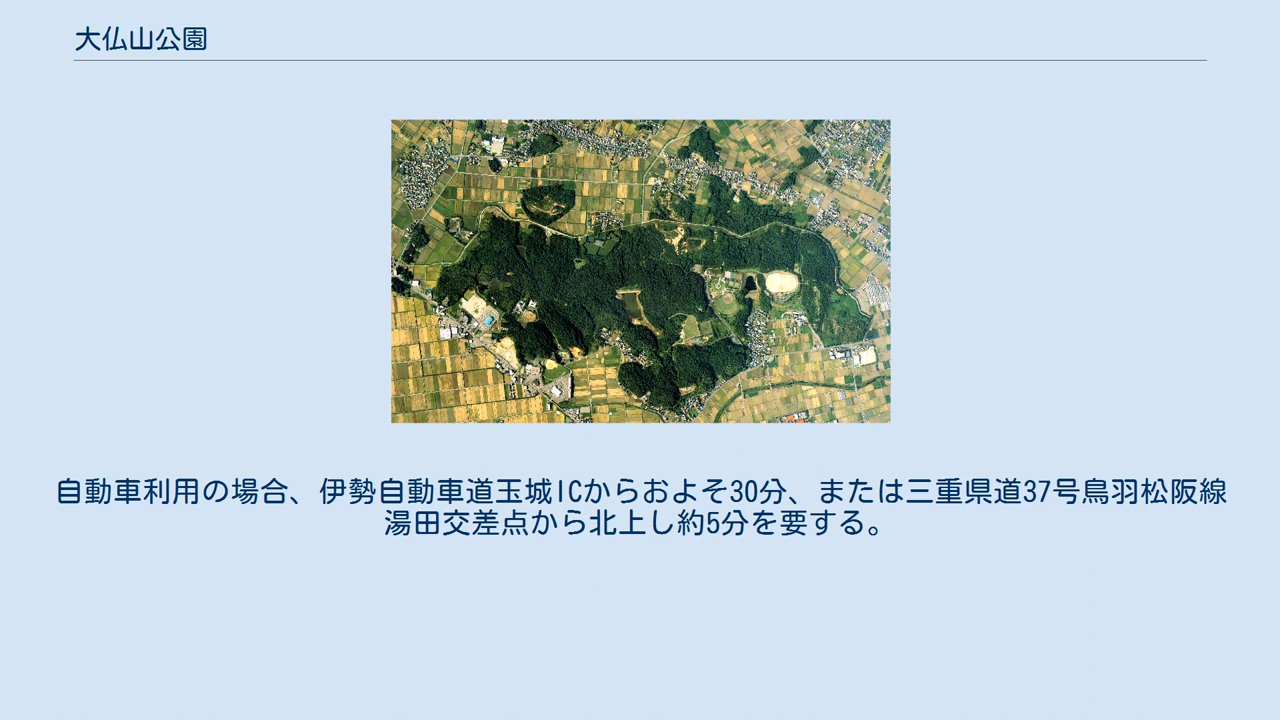 大仏山公園
自動車利用の場合、伊勢自動車道玉城ICからおよそ30分、または三重県道37号鳥羽松阪線
湯田交差点から北上し約5分を要する。